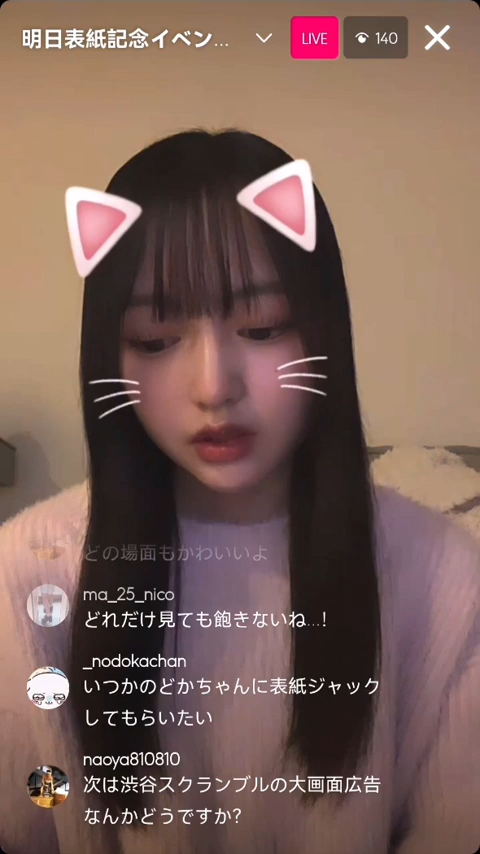 明日表紙記念イベン...
LIVE
140
どの場面もかわいいよ
ma_25_nico
どれだけ見ても飽きないね...!
_nodokachan
いつかのどかちゃんに表紙ジャック
してもらいたい
naoya810810
次は渋谷スクランブルの大画面広告
なんかどうですか?